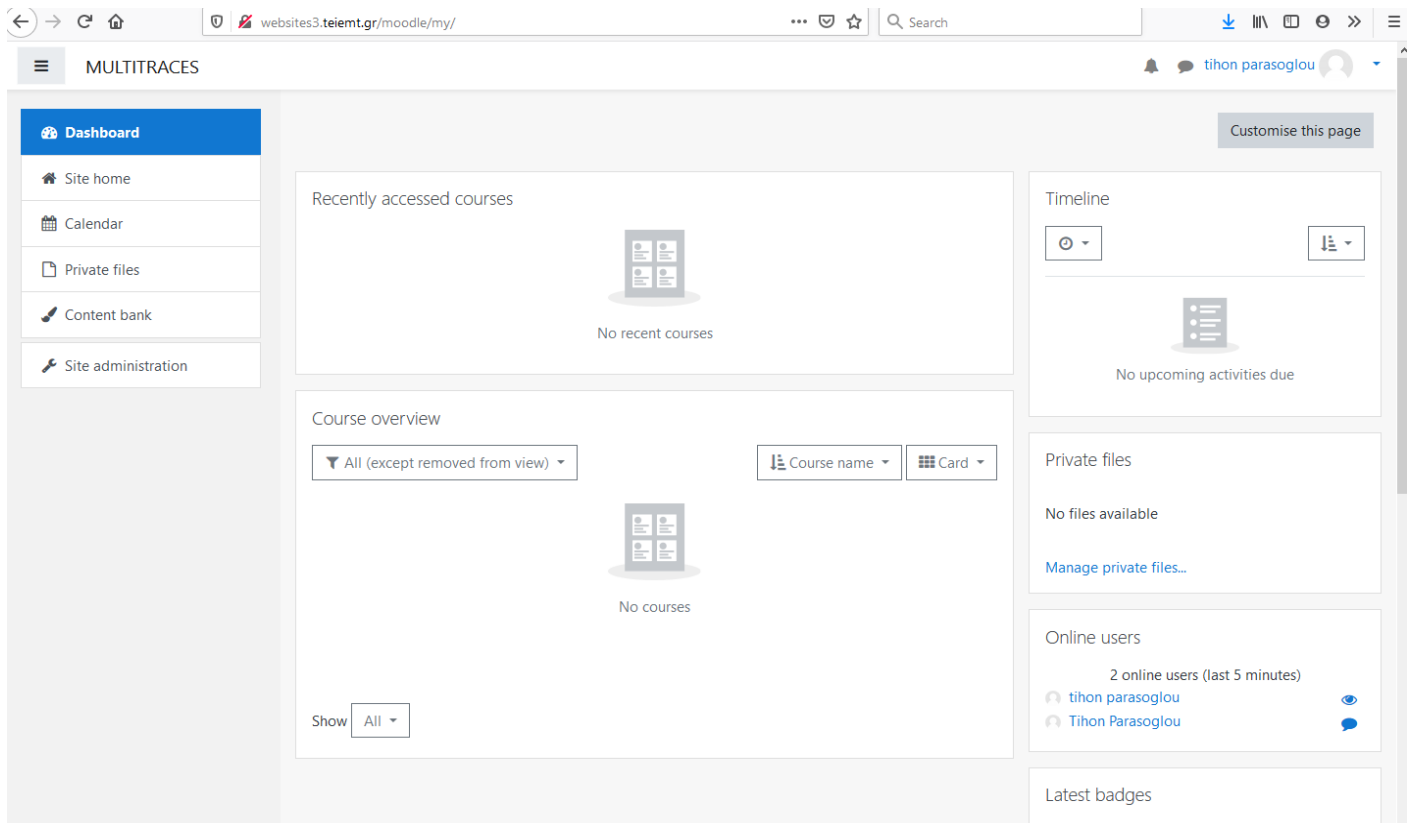 websites3.teiemt.gr/moodle/my/
Search
MULTITRACES
tihon parasoglou
Dashboard
Site home
Calendar
Private files
Content bank
Site administration
Customise this page
Recently accessed courses
No recent courses
Course overview
All (except removed from view)
Course name
Card
No courses
Show
All
Timeline
No upcoming activities due
Private files
No files available
Manage private files...
Online users
2 online users (last 5 minutes)
tihon parasoglou
Tihon Parasoglou
Latest badges